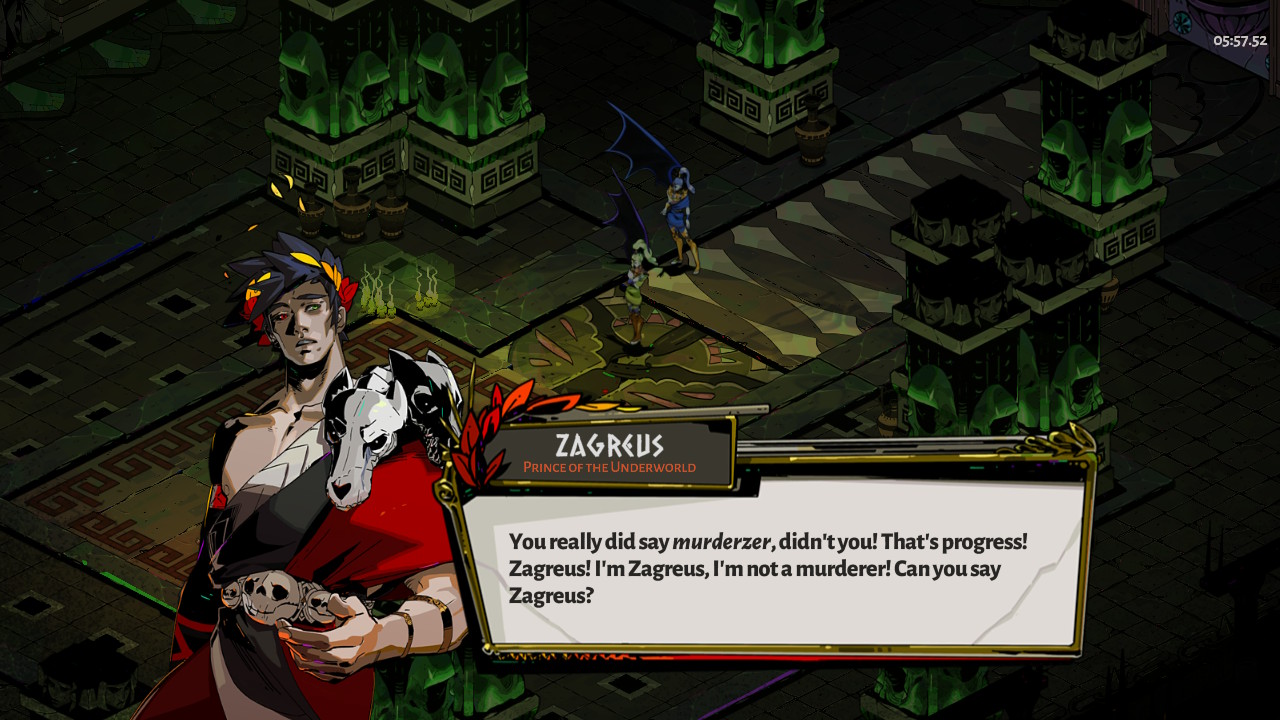 05:57.52
ZAGREUS
PRINCE OF THE UNDERWORLD
You really did say murderzer, didn't you! That's progress!
Zagreus! I'm Zagreus, I'm not a murderer! Can you say
Zagreus?